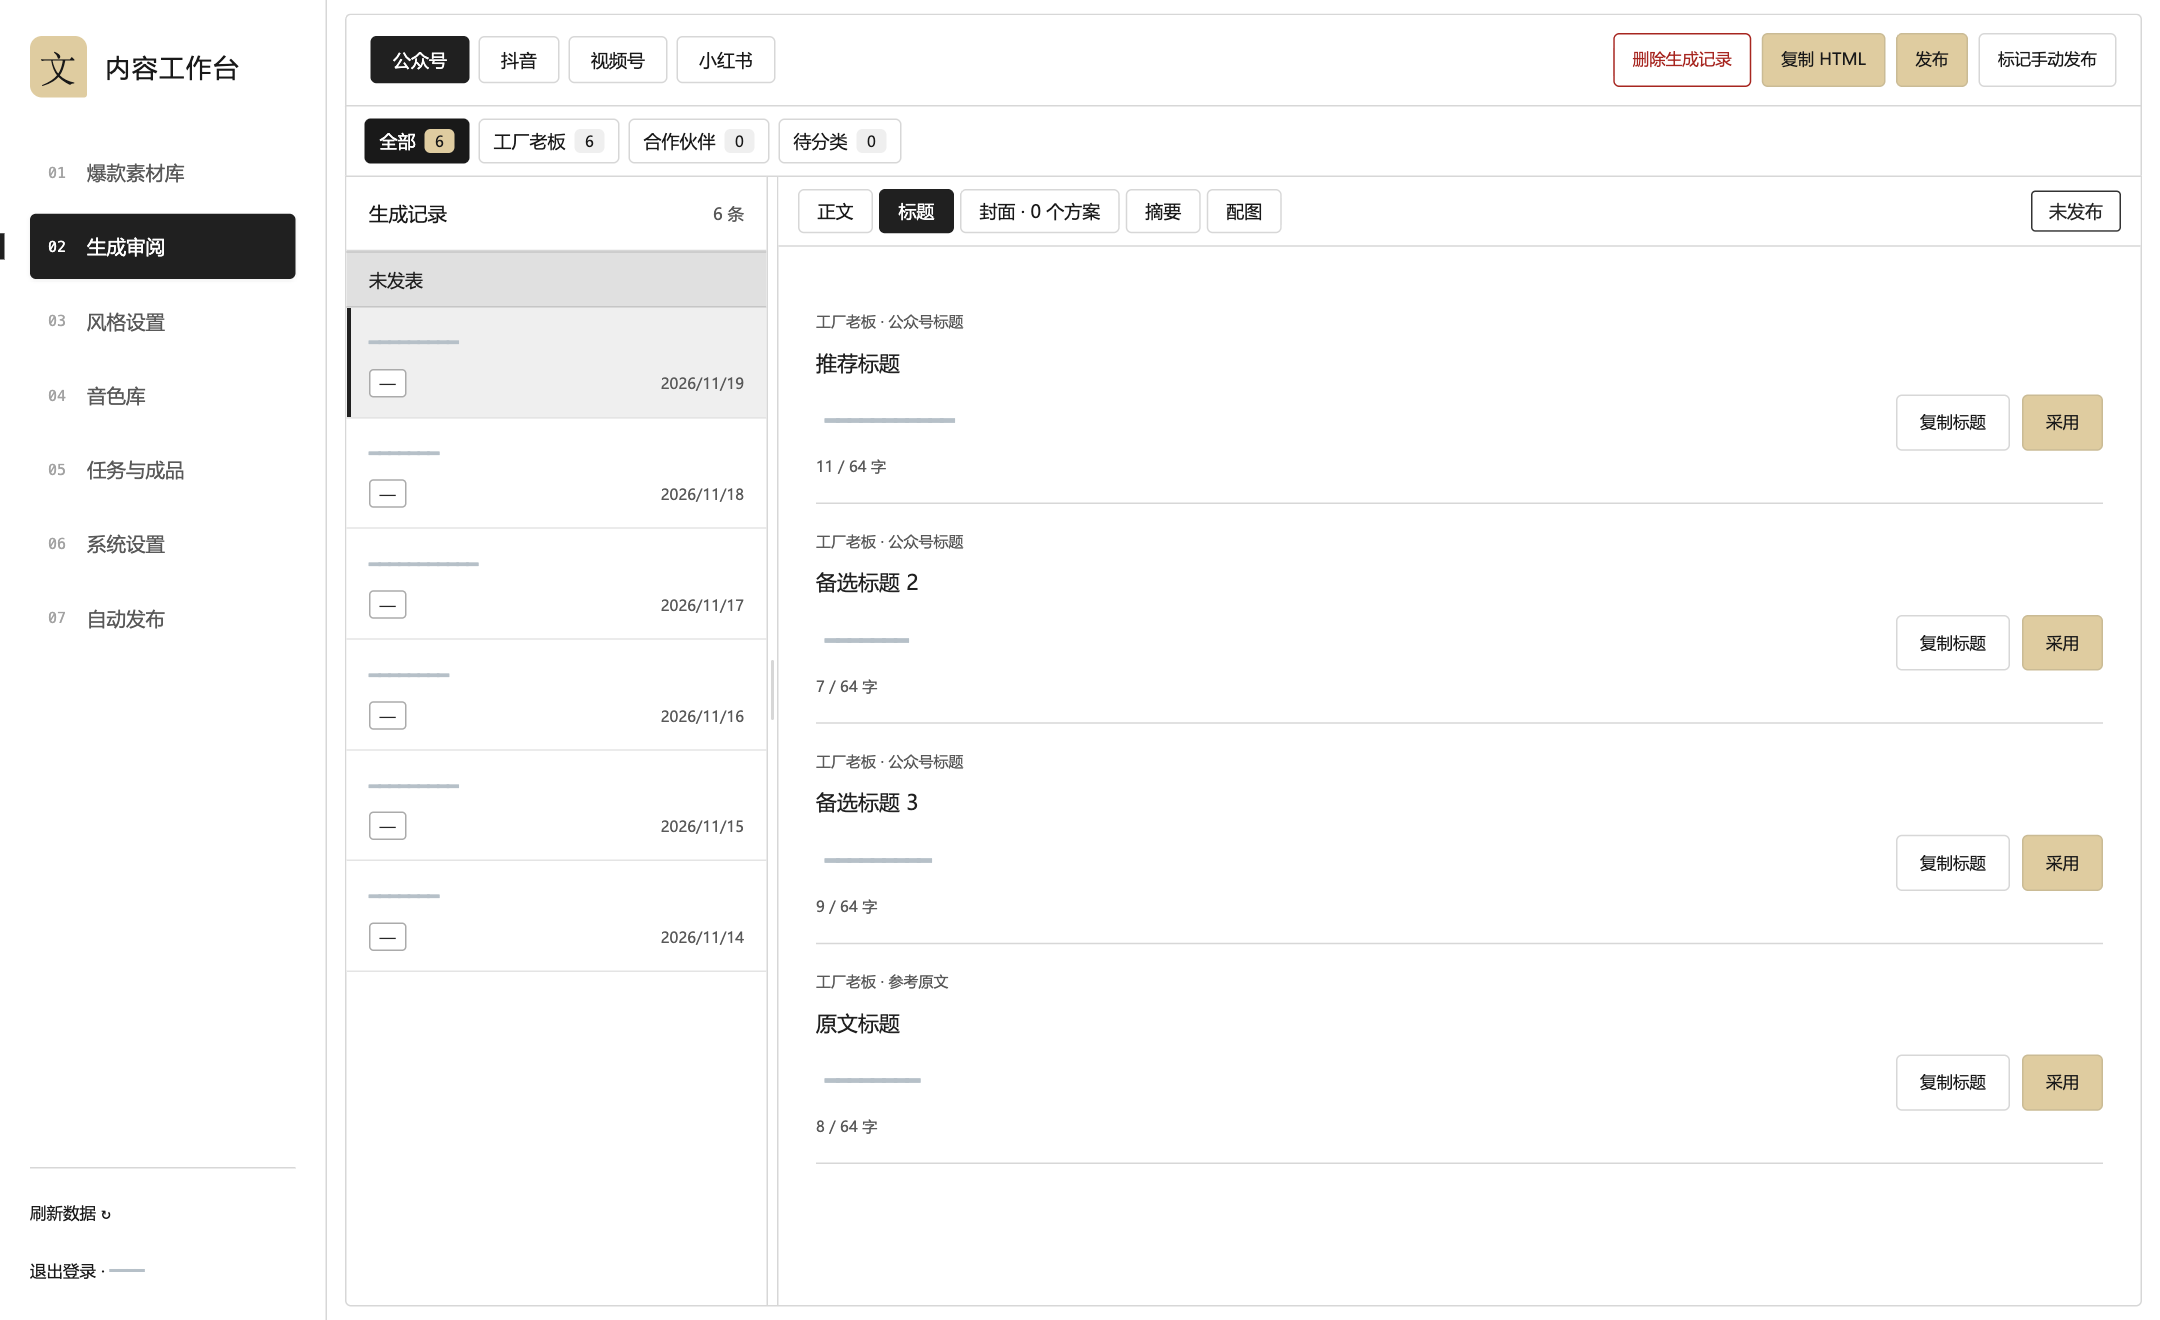 文 内容工作台
01 爆款素材库
02 生成审阅
03 风格设置
04 音色库
05 任务与成品
06 系统设置
07 自动发布
刷新数据 ↻
退出登录 ·
公众号 抖音 视频号 小红书 删除生成记录 复制 HTML 发布 标记手动发布
全部 6 工厂老板 6 合作伙伴 0 待分类 0
生成记录 6 条
未发表
— 2026/11/19
— 2026/11/18
— 2026/11/17
— 2026/11/16
— 2026/11/15
— 2026/11/14
正文 标题 封面 · 0 个方案 摘要 配图 未发布
工厂老板 · 公众号标题
推荐标题
复制标题 采用
11 / 64 字
工厂老板 · 公众号标题
备选标题 2
复制标题 采用
7 / 64 字
工厂老板 · 公众号标题
备选标题 3
复制标题 采用
9 / 64 字
工厂老板 · 参考原文
原文标题
复制标题 采用
8 / 64 字